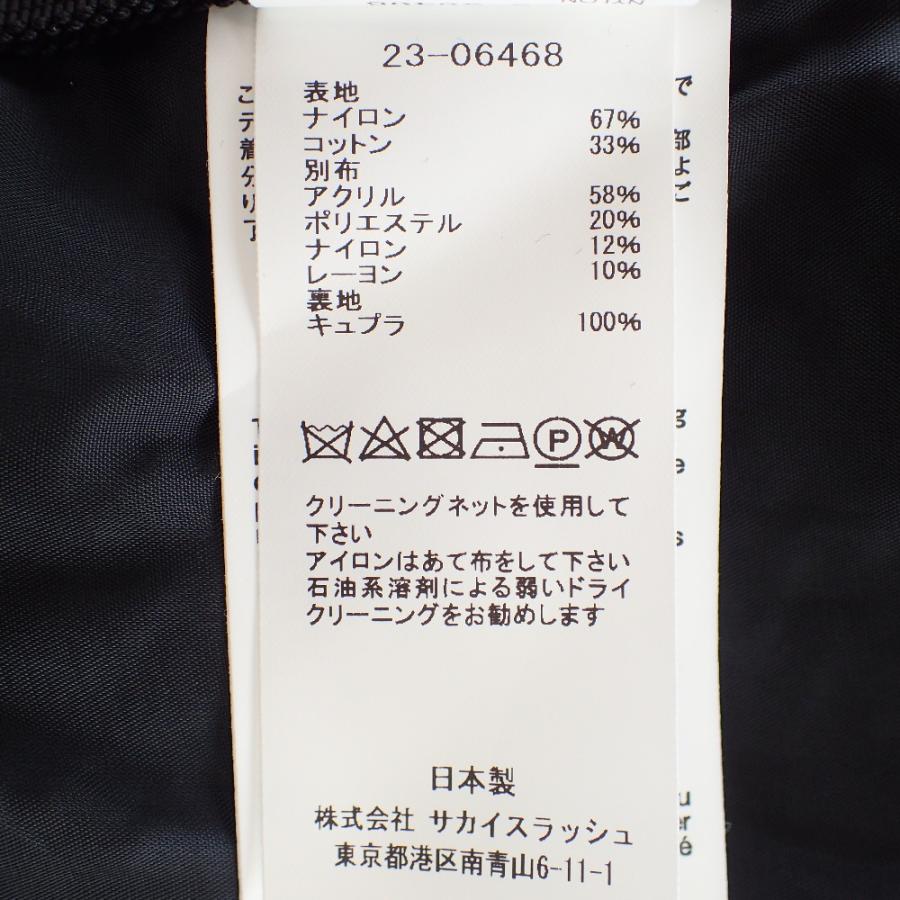 23-06468
表地
ナイロン 67%
コットン 33%
別布
アクリル 58%
ポリエステル 20%
ナイロン 12%
レーヨン 10%
裏地
キュプラ 100%
P
W
クリーニングネットを使用して
下さい
アイロンはあて布をして下さい
石油系溶剤による弱いドライ
クリーニングをお勧めします
日本製
株式会社 サカイスラッシュ
東京都港区南青山6-11-1